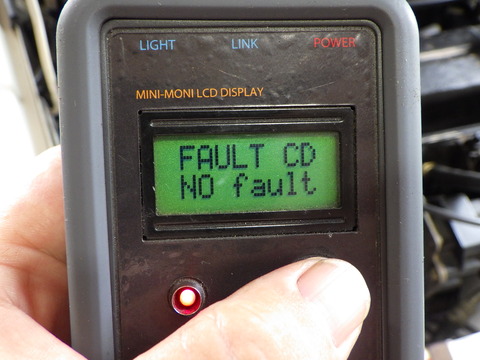 LIGHT LINK POWER
MINI-MONI LCD DISPLAY
FAULT CD
NO fault